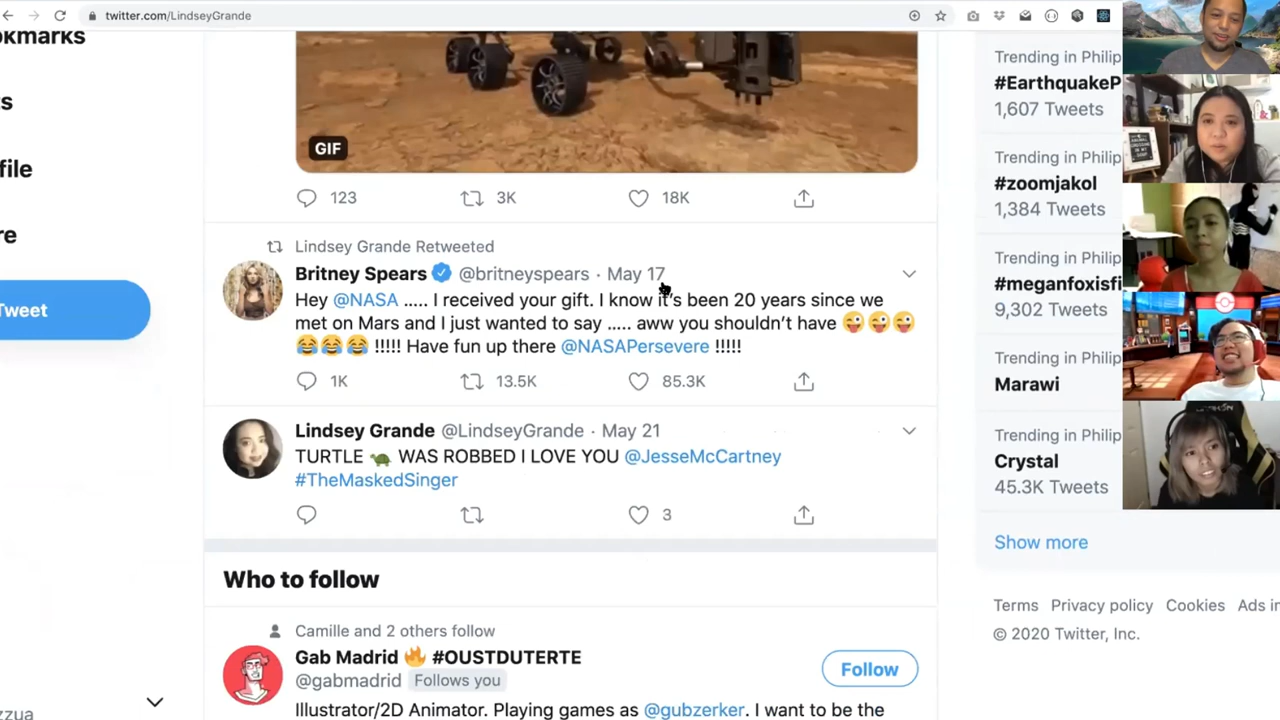 twitter.com/LindseyGrande
okmarks
ts
file
re
Tweet
zzua
GIF
123 3K 18K
Lindsey Grande Retweeted
Britney Spears @britneyspears · May 17
Hey @NASA ..... I received your gift. I know it's been 20 years since we
met on Mars and I just wanted to say ..... aww you shouldn't have 😜😜😜
😂😂😂 !!!!! Have fun up there @NASAPersevere !!!!!
1K 13.5K 85.3K
Lindsey Grande @LindseyGrande · May 21
TURTLE 🐢 WAS ROBBED I LOVE YOU @JesseMcCartney
#TheMaskedSinger
3
Who to follow
Camille and 2 others follow
Gab Madrid 🔥 #OUSTDUTERTE
@gabmadrid Follows you
Follow
Illustrator/2D Animator. Playing games as @gubzerker. I want to be the
Trending in Philip
#EarthquakeP
1,607 Tweets
Trending in Philip
#zoomjakol
1,384 Tweets
Trending in Philip
#meganfoxisfi
9,302 Tweets
Trending in Philip
Marawi
Trending in Philip
Crystal
45.3K Tweets
Show more
Terms Privacy policy Cookies Ads in
© 2020 Twitter, Inc.